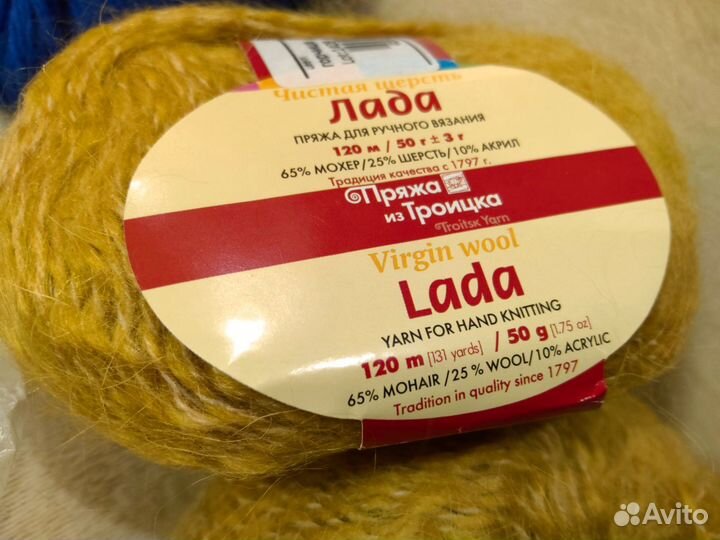 Чистая шерсть
Лада
ПРЯЖА ДЛЯ РУЧНОГО ВЯЗАНИЯ
120 м / 50 г ± 3 г
65% МОХЕР/25% ШЕРСТЬ/10% АКРИЛ
Традиция качества с 1797 г.
Пряжа
из Троицка
Troitsk Yarn
Virgin wool
Lada
YARN FOR HAND KNITTING
120 m [131 yards] / 50 g [1.75 oz]
65% MOHAIR /25 % WOOL/10% ACRYLIC
Tradition in quality since 1797
Avito